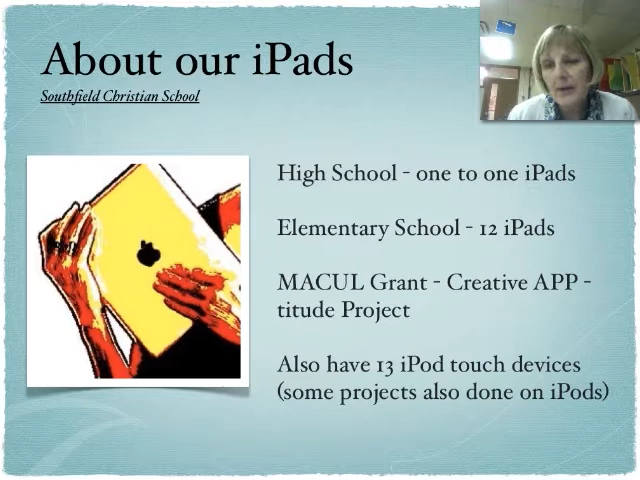 About our iPads
Southfield Christian School
High School - one to one iPads
Elementary School - 12 iPads
MACUL Grant - Creative APP -
titude Project
Also have 13 iPod touch devices
(some projects also done on iPods)